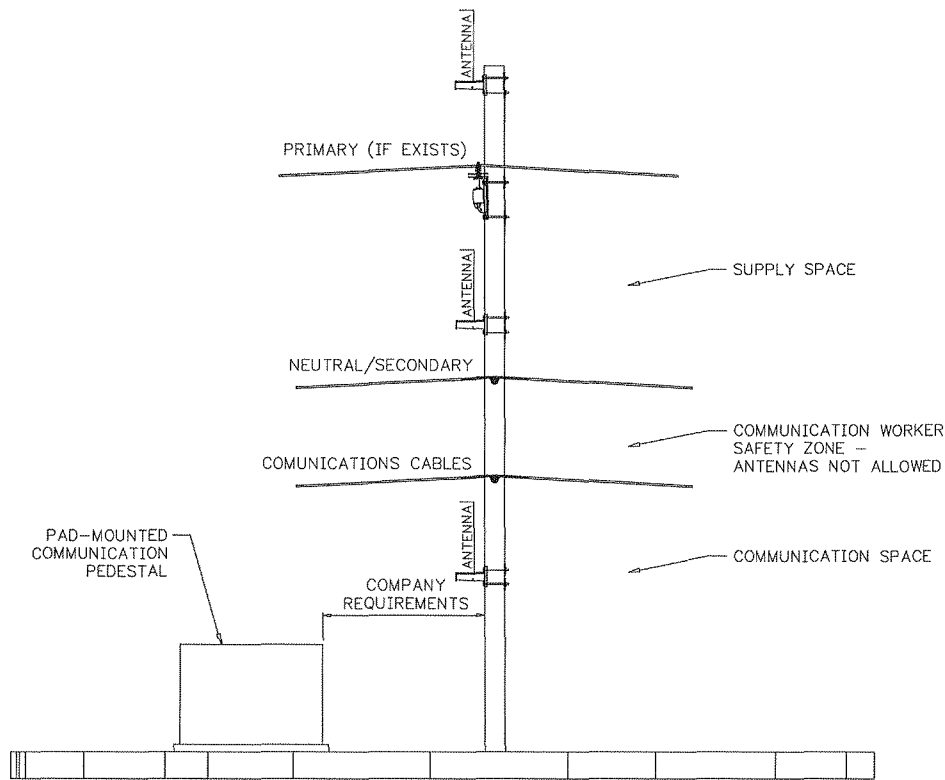 ANTENNA
PRIMARY (IF EXISTS)
ANTENNA
SUPPLY SPACE
NEUTRAL/SECONDARY
COMMUNICATION WORKER
SAFETY ZONE –
ANTENNAS NOT ALLOWED
COMUNICATIONS CABLES
ANTENNA
PAD–MOUNTED
COMMUNICATION
PEDESTAL
COMMUNICATION SPACE
COMPANY
REQUIREMENTS